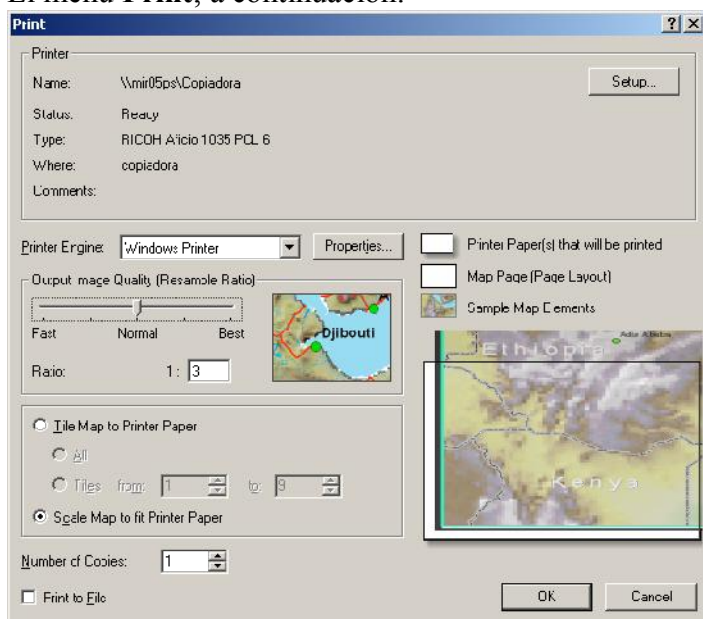 El menú Print, a continuación:
Print
Printer
Name: \\mir05ps\Copiadora
Setup...
Status: Ready
Type: RICOH Aficio 1035 PCL 6
Where: copiadora
Comments:
Printer Engine: Windows Printer
Properties...
Printer Paper(s) that will be printed
Map Page (Page Layout)
Sample Map Elements
Output Image Quality (Resample Ratio)
Fast Normal Best
Ratio: 1: 3
Djibouti
Addis Ababa
Ethiopia
Kenya
Tile Map to Printer Paper
All
Tiles from: 1 to: 9
Scale Map to fit Printer Paper
Number of Copies: 1
Print to File
OK
Cancel